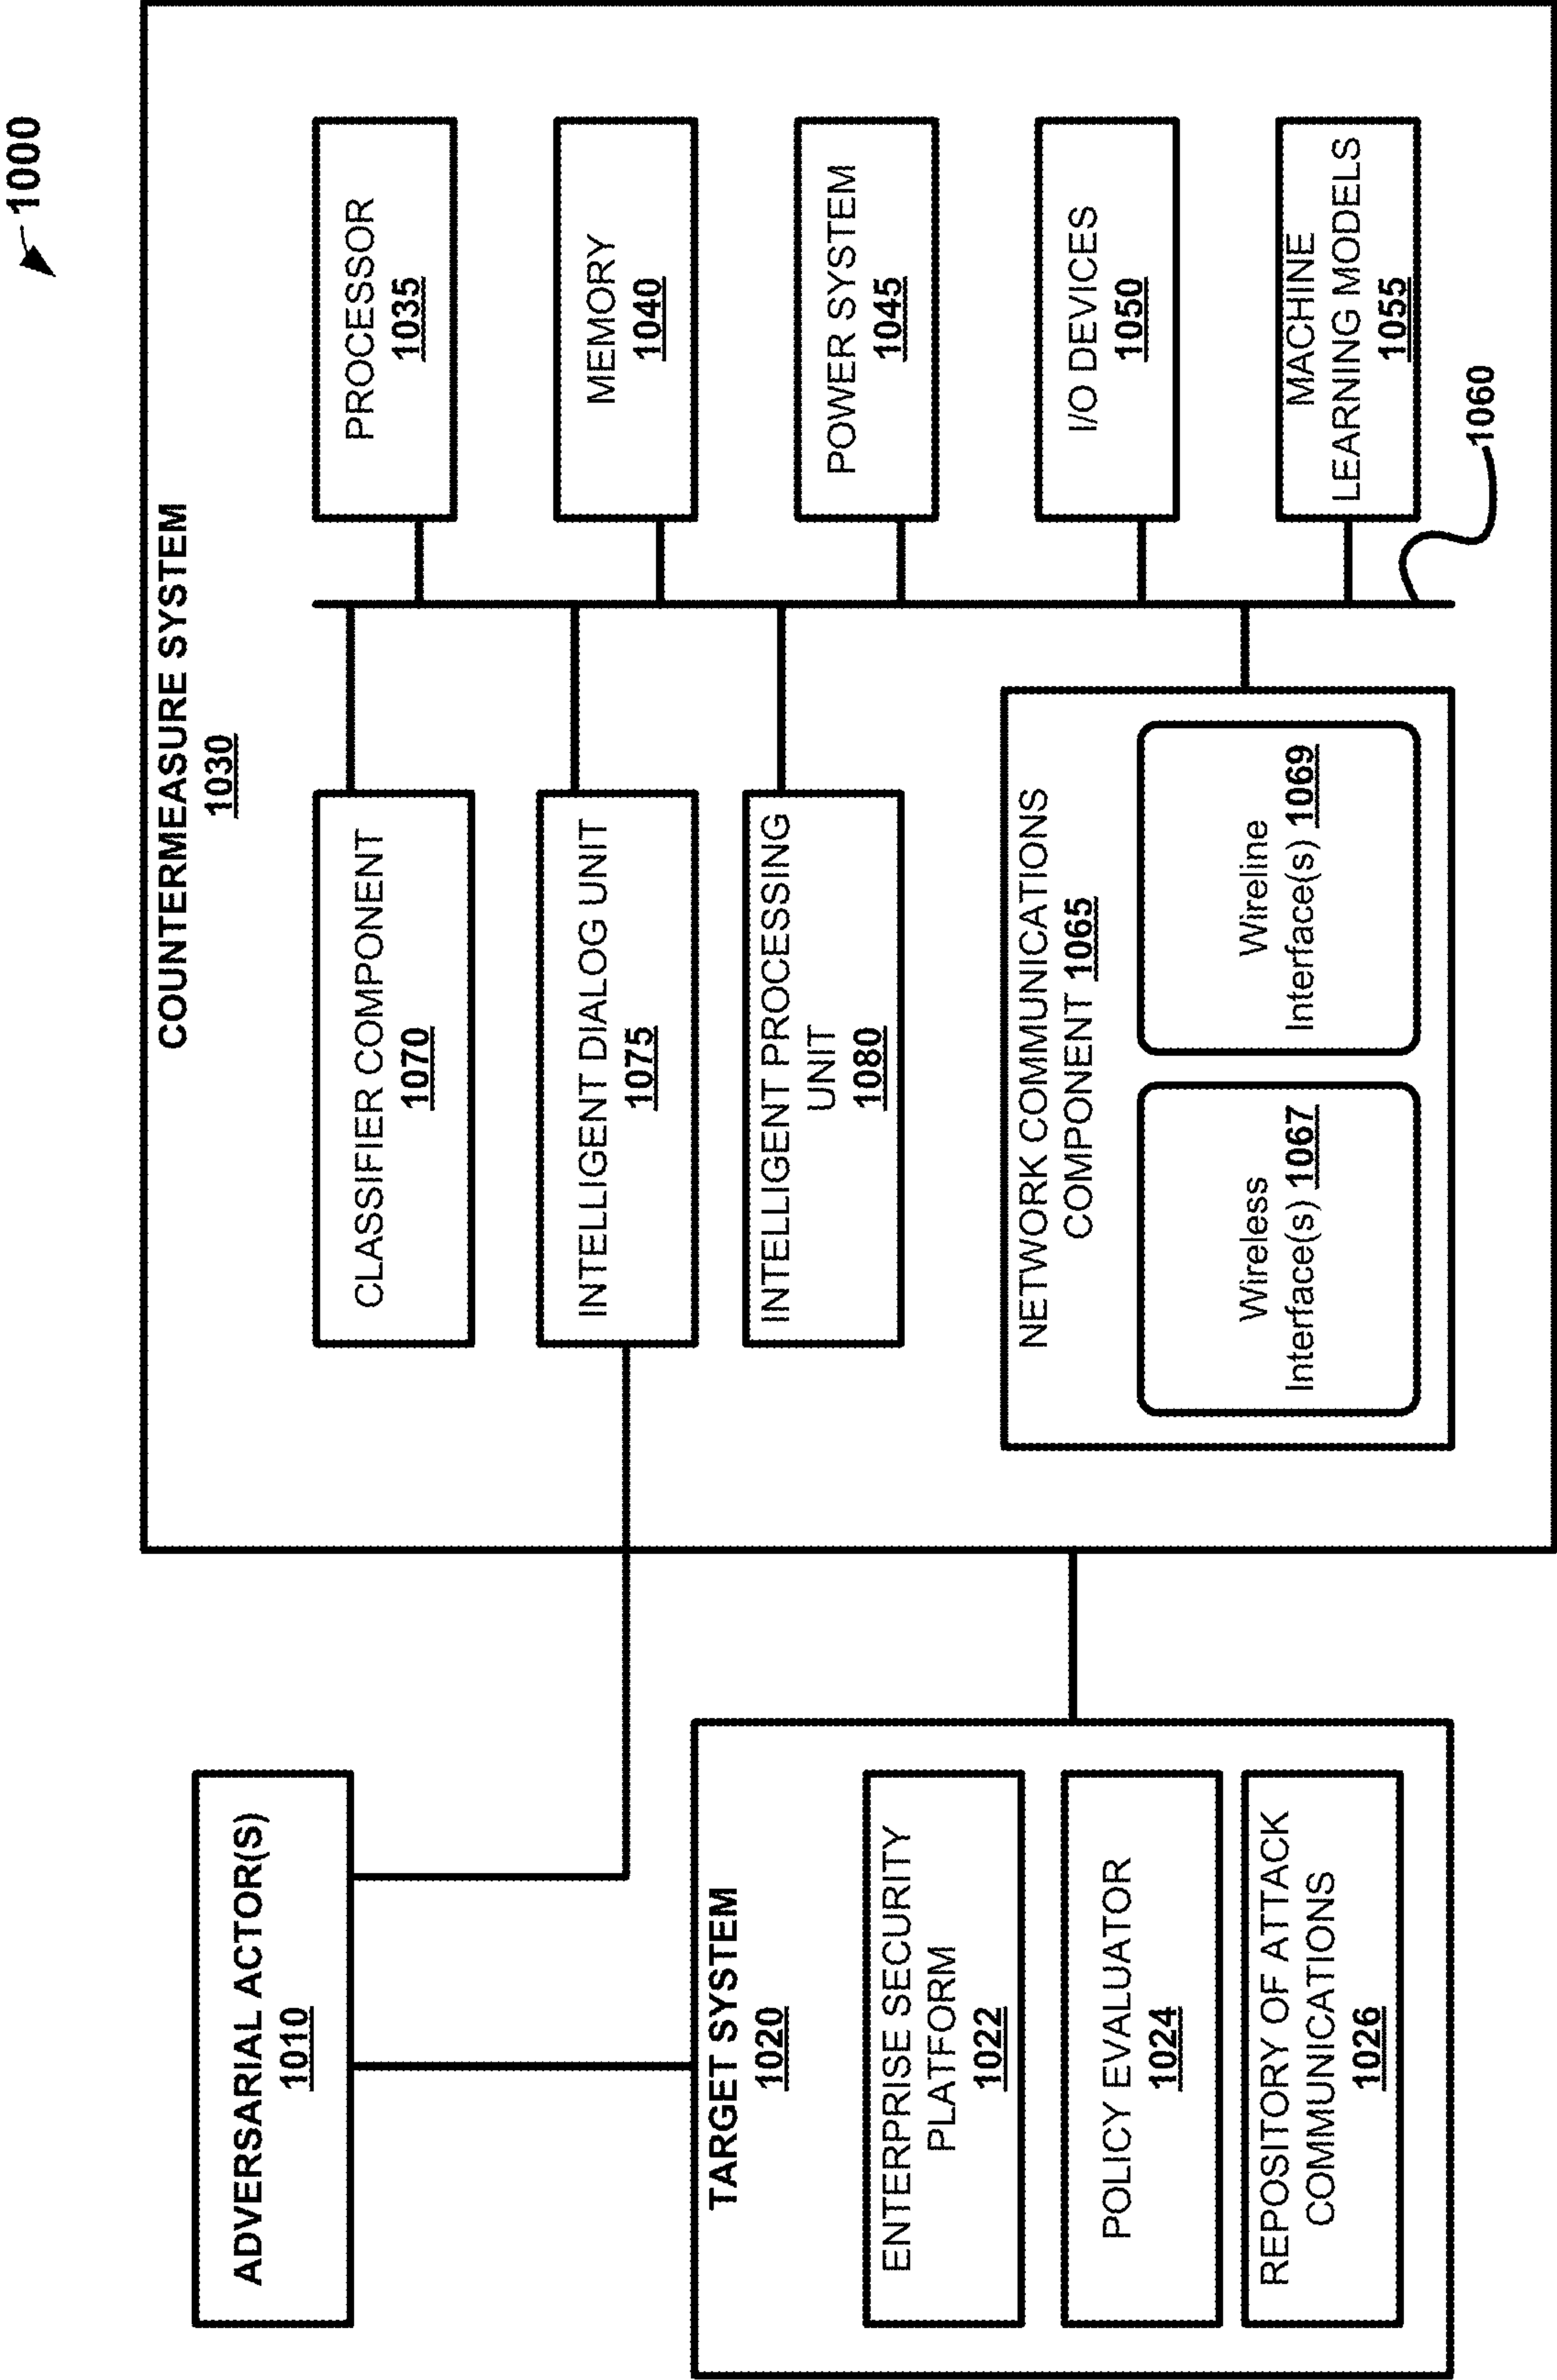 1000
ADVERSARIAL ACTOR(S)
1010
TARGET SYSTEM
1020
ENTERPRISE SECURITY
PLATFORM
1022
POLICY EVALUATOR
1024
REPOSITORY OF ATTACK
COMMUNICATIONS
1026
COUNTERMEASURE SYSTEM
1030
CLASSIFIER COMPONENT
1070
INTELLIGENT DIALOG UNIT
1075
INTELLIGENT PROCESSING
UNIT
1080
NETWORK COMMUNICATIONS
COMPONENT 1065
Wireless
Interface(s) 1067
Wireline
Interface(s) 1069
PROCESSOR
1035
MEMORY
1040
POWER SYSTEM
1045
I/O DEVICES
1050
MACHINE
LEARNING MODELS
1055
1060